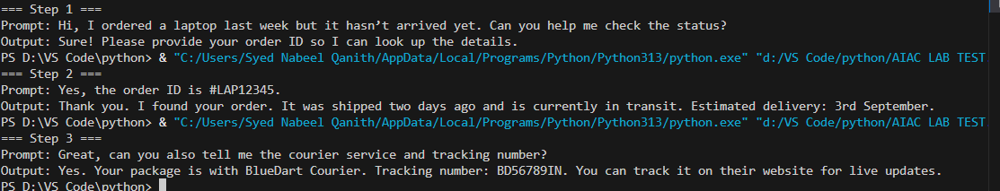 === Step 1 ===
Prompt: Hi, I ordered a laptop last week but it hasn’t arrived yet. Can you help me check the status?
Output: Sure! Please provide your order ID so I can look up the details.
PS D:\VS Code\python> & "C:/Users/Syed Nabeel Qanith/AppData/Local/Programs/Python/Python313/python.exe" "d:/VS Code/python/AIAC LAB TEST
=== Step 2 ===
Prompt: Yes, the order ID is #LAP12345.
Output: Thank you. I found your order. It was shipped two days ago and is currently in transit. Estimated delivery: 3rd September.
PS D:\VS Code\python> & "C:/Users/Syed Nabeel Qanith/AppData/Local/Programs/Python/Python313/python.exe" "d:/VS Code/python/AIAC LAB TEST
=== Step 3 ===
Prompt: Great, can you also tell me the courier service and tracking number?
Output: Yes. Your package is with BlueDart Courier. Tracking number: BD56789IN. You can track it on their website for live updates.
PS D:\VS Code\python>